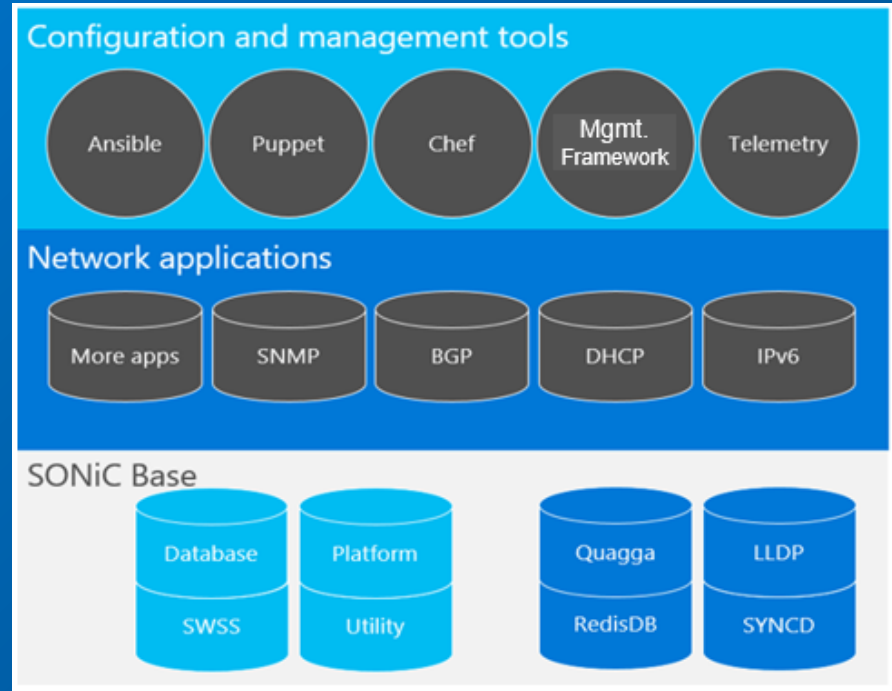 Configuration and management tools
Ansible
Puppet
Chef
Mgmt.
Framework
Telemetry
Network applications
More apps
SNMP
BGP
DHCP
IPv6
SONiC Base
Database
Platform
Quagga
LLDP
SWSS
Utility
RedisDB
SYNCD